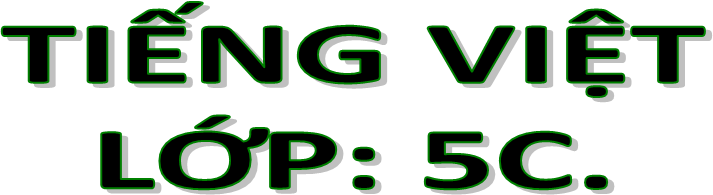 TIẾNG VIỆT
LỚP: 5C.